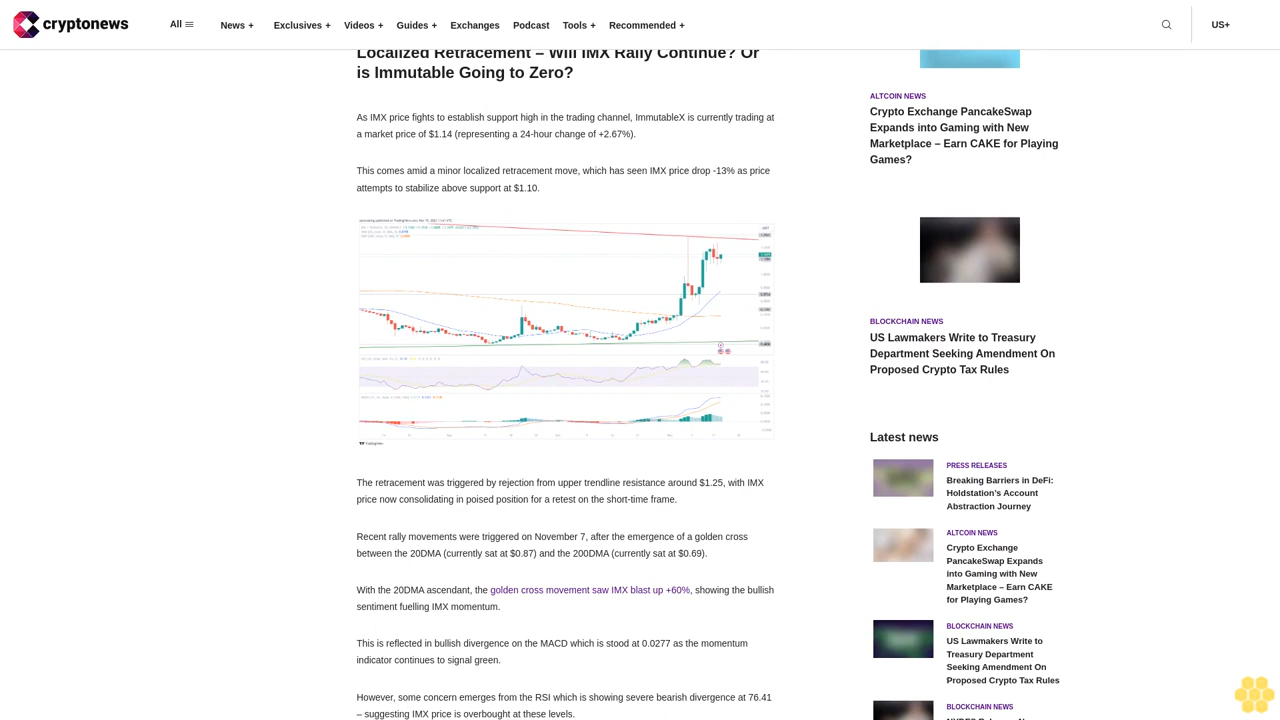 cryptonews
All
News +
Exclusives +
Videos +
Guides +
Exchanges
Podcast
Tools +
Recommended +
US+
Localized Retracement – Will IMX Rally Continue? Or
is Immutable Going to Zero?
As IMX price fights to establish support high in the trading channel, ImmutableX is currently trading at
a market price of $1.14 (representing a 24-hour change of +2.67%).
This comes amid a minor localized retracement move, which has seen IMX price drop -13% as price
attempts to stabilize above support at $1.10.
TradingView
The retracement was triggered by rejection from upper trendline resistance around $1.25, with IMX
price now consolidating in poised position for a retest on the short-time frame.
Recent rally movements were triggered on November 7, after the emergence of a golden cross
between the 20DMA (currently sat at $0.87) and the 200DMA (currently sat at $0.69).
With the 20DMA ascendant, the golden cross movement saw IMX blast up +60%, showing the bullish
sentiment fuelling IMX momentum.
This is reflected in bullish divergence on the MACD which is stood at 0.0277 as the momentum
indicator continues to signal green.
However, some concern emerges from the RSI which is showing severe bearish divergence at 76.41
– suggesting IMX price is overbought at these levels.
ALTCOIN NEWS
Crypto Exchange PancakeSwap
Expands into Gaming with New
Marketplace – Earn CAKE for Playing
Games?
BLOCKCHAIN NEWS
US Lawmakers Write to Treasury
Department Seeking Amendment On
Proposed Crypto Tax Rules
Latest news
PRESS RELEASES
Breaking Barriers in DeFi:
Holdstation's Account
Abstraction Journey
ALTCOIN NEWS
Crypto Exchange
PancakeSwap Expands
into Gaming with New
Marketplace – Earn CAKE
for Playing Games?
BLOCKCHAIN NEWS
US Lawmakers Write to
Treasury Department
Seeking Amendment On
Proposed Crypto Tax Rules
BLOCKCHAIN NEWS